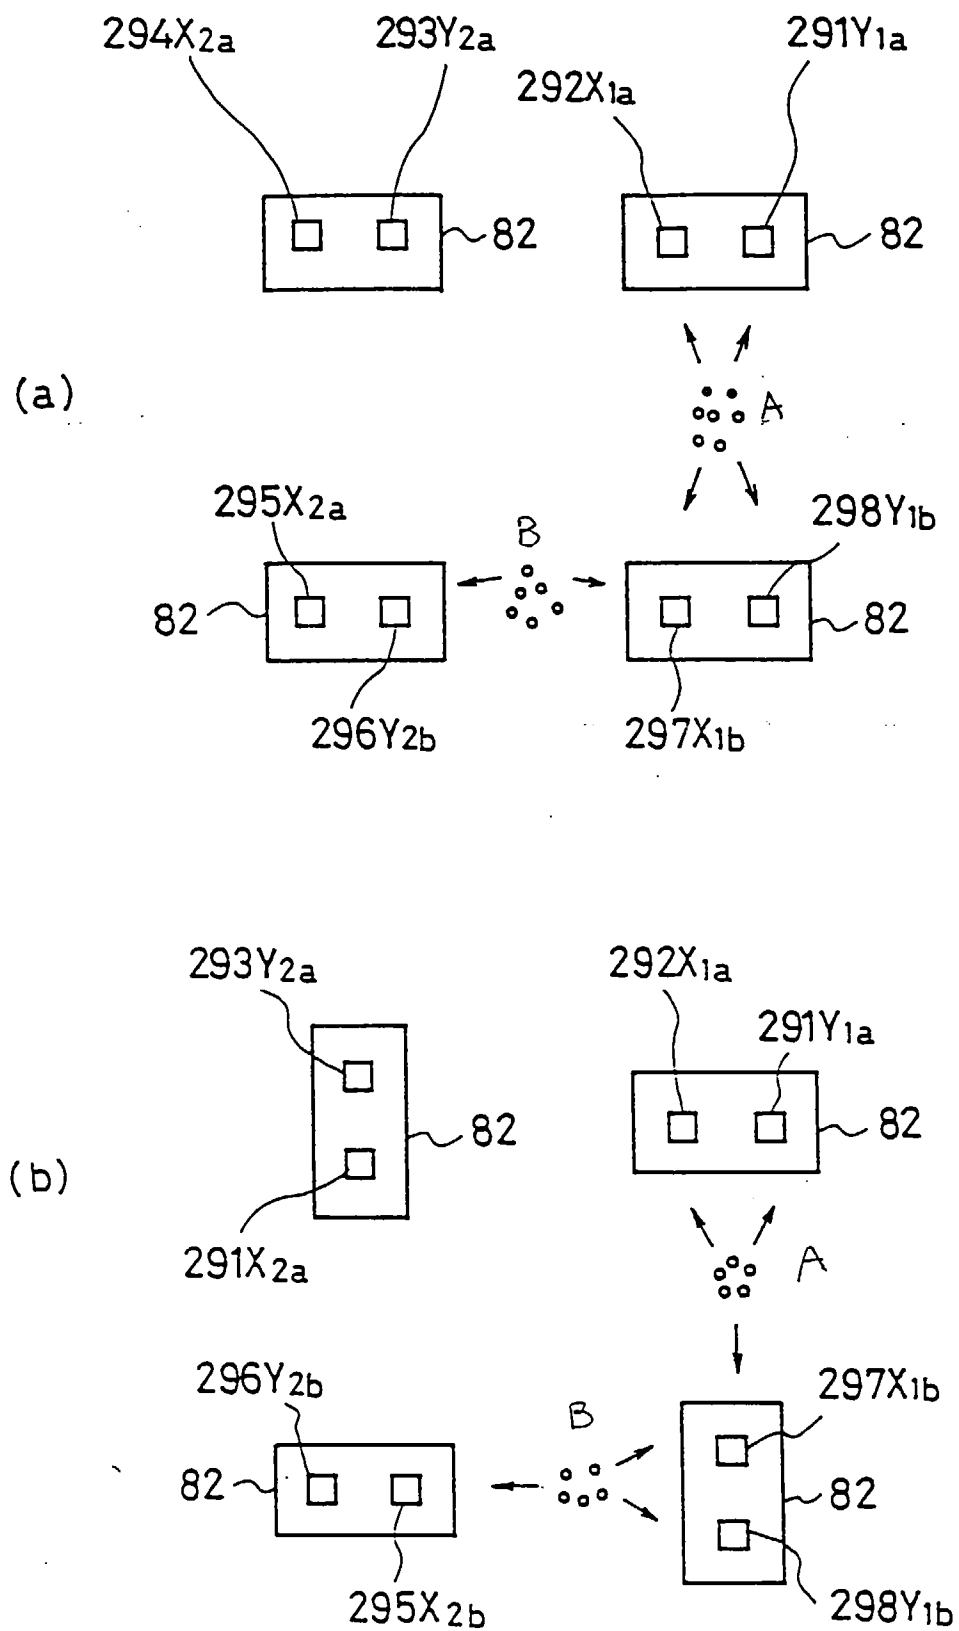 294X2a 293Y2a 291Y1a
292X1a
82 82
(a)
A
295X2a B 298Y1b
82 82
296Y2b 297X1b
293Y2a 292X1a
291Y1a
82 82
(b)
291X2a A
296Y2b B 297X1b
82 82
295X2b 298Y1b